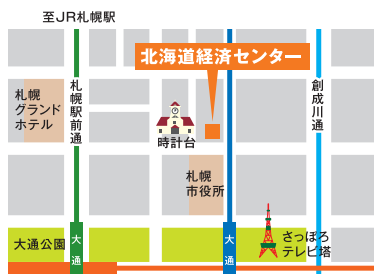 至JR札幌駅
北海道経済センター
札幌
グランド
ホテル
札幌駅前通
創成川通
時計台
札幌
市役所
大通公園
大通
大通
さっぽろ
テレビ塔